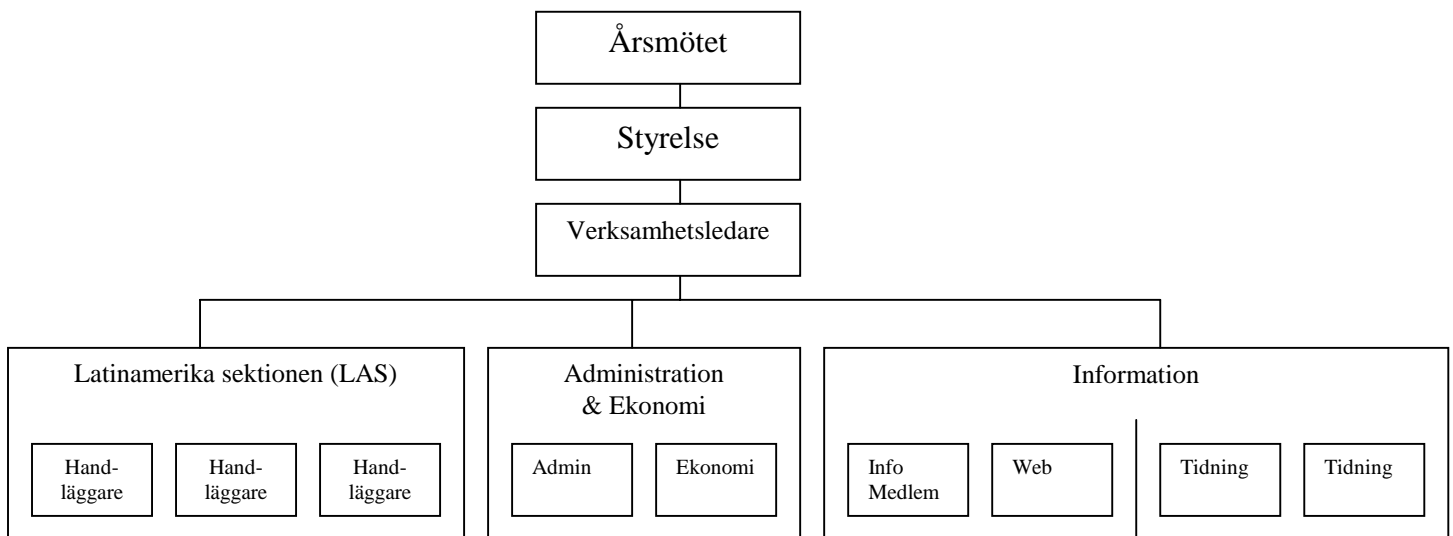 Årsmötet
Styrelse
Verksamhetsledare
Latinamerika sektionen (LAS)
Hand-
läggare
Hand-
läggare
Hand-
läggare
Administration
& Ekonomi
Admin
Ekonomi
Information
Info
Medlem
Web
Tidning
Tidning